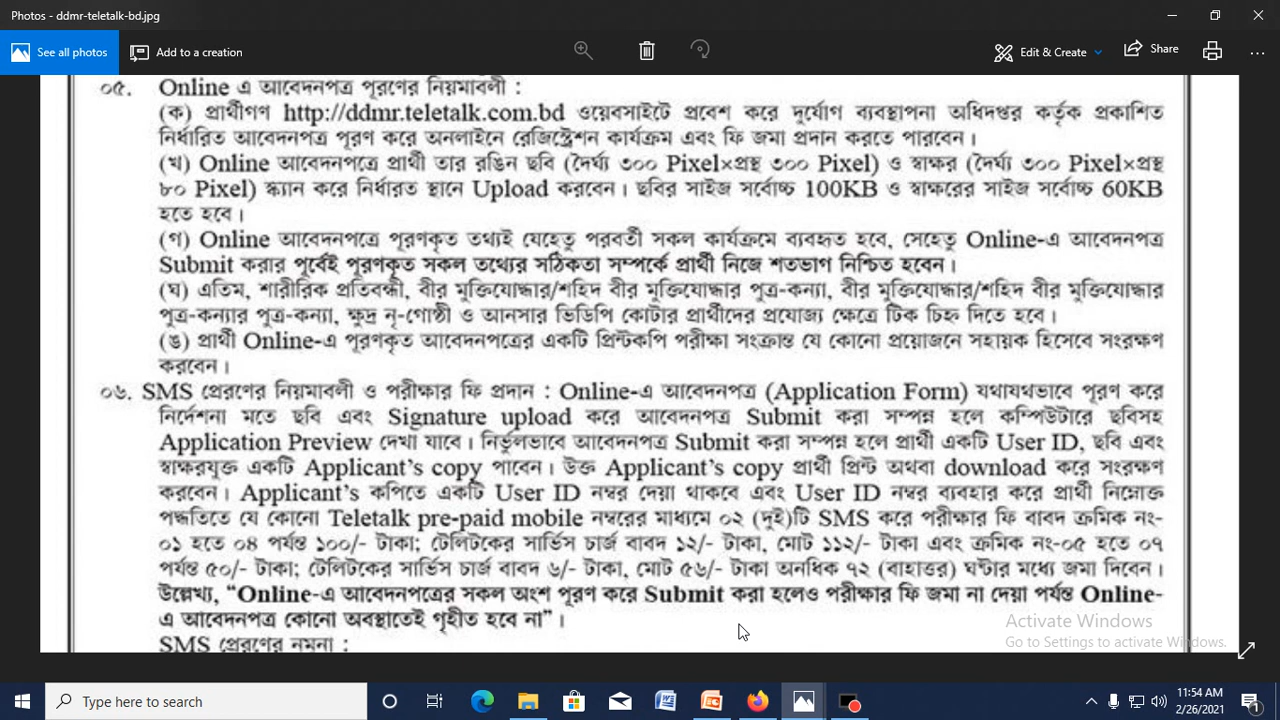 Photos - ddmr-teletalk-bd.jpg
See all photos
Add to a creation
Edit & Create
Share
০৫. Online এ আবেদনপত্র পূরণের নিয়মাবলী :
(ক) প্রার্থীগণ http://ddmr.teletalk.com.bd ওয়েবসাইটে প্রবেশ করে দুর্যোগ ব্যবস্থাপনা অধিদপ্তর কর্তৃক প্রকাশিত
নির্ধারিত আবেদনপত্র পূরণ করে অনলাইনে রেজিস্ট্রেশন কার্যক্রম এবং ফি জমা প্রদান করতে পারবেন।
(খ) Online আবেদনপত্রে প্রার্থী তার রঙিন ছবি (দৈর্ঘ্য ৩০০ Pixel×প্রস্থ ৩০০ Pixel) ও স্বাক্ষর (দৈর্ঘ্য ৩০০ Pixel×প্রস্থ
৮০ Pixel) স্ক্যান করে নির্ধারত স্থানে Upload করবেন। ছবির সাইজ সর্বোচ্চ 100KB ও স্বাক্ষরের সাইজ সর্বোচ্চ 60KB
হতে হবে।
(গ) Online আবেদনপত্রে পূরণকৃত তথ্যই যেহেতু পরবর্তী সকল কার্যক্রমে ব্যবহৃত হবে, সেহেতু Online-এ আবেদনপত্র
Submit করার পূর্বেই পূরণকৃত সকল তথ্যের সঠিকতা সম্পর্কে প্রার্থী নিজে শতভাগ নিশ্চিত হবেন।
(ঘ) এতিম, শারীরিক প্রতিবন্ধী, বীর মুক্তিযোদ্ধার/শহিদ বীর মুক্তিযোদ্ধার পুত্র-কন্যা, বীর মুক্তিযোদ্ধার/শহিদ বীর মুক্তিযোদ্ধার
পুত্র-কন্যার পুত্র-কন্যা, ক্ষুদ্র নৃ-গোষ্ঠী ও আনসার ভিডিপি কোটার প্রার্থীদের প্রযোজ্য ক্ষেত্রে টিক চিহ্ন দিতে হবে।
(ঙ) প্রার্থী Online-এ পূরণকৃত আবেদনপত্রের একটি প্রিন্টকপি পরীক্ষা সংক্রান্ত যে কোনো প্রয়োজনে সহায়ক হিসেবে সংরক্ষণ
করবেন।
০৬. SMS প্রেরণের নিয়মাবলী ও পরীক্ষার ফি প্রদান : Online-এ আবেদনপত্র (Application Form) যথাযথভাবে পূরণ করে
নির্দেশনা মতে ছবি এবং Signature upload করে আবেদনপত্র Submit করা সম্পন্ন হলে কম্পিউটারে ছবিসহ
Application Preview দেখা যাবে। নির্ভুলভাবে আবেদনপত্র Submit করা সম্পন্ন হলে প্রার্থী একটি User ID, ছবি এবং
স্বাক্ষরযুক্ত একটি Applicant's copy পাবেন। উক্ত Applicant's copy প্রার্থী প্রিন্ট অথবা download করে সংরক্ষণ
করবেন। Applicant's কপিতে একটি User ID নম্বর দেয়া থাকবে এবং User ID নম্বর ব্যবহার করে প্রার্থী নিম্নোক্ত
পদ্ধতিতে যে কোনো Teletalk pre-paid mobile নম্বরের মাধ্যমে ০২ (দুই)টি SMS করে পরীক্ষার ফি বাবদ ক্রমিক নং-
০১ হতে ০৪ পর্যন্ত ১০০/- টাকা; টেলিটকের সার্ভিস চার্জ বাবদ ১২/- টাকা, মোট ১১২/- টাকা এবং ক্রমিক নং-০৫ হতে ০৭
পর্যন্ত ৫০/- টাকা; টেলিটকের সার্ভিস চার্জ বাবদ ৬/- টাকা, মোট ৫৬/- টাকা অনধিক ৭২ (বাহাত্তর) ঘন্টার মধ্যে জমা দিবেন।
উল্লেখ্য, “Online-এ আবেদনপত্রের সকল অংশ পূরণ করে Submit করা হলেও পরীক্ষার ফি জমা না দেয়া পর্যন্ত Online-
এ আবেদনপত্র কোনো অবস্থাতেই গৃহীত হবে না”।
SMS প্রেরণের নমুনা :
Activate Windows
Go to Settings to activate Windows.
Type here to search
11:54 AM
2/26/2021
1